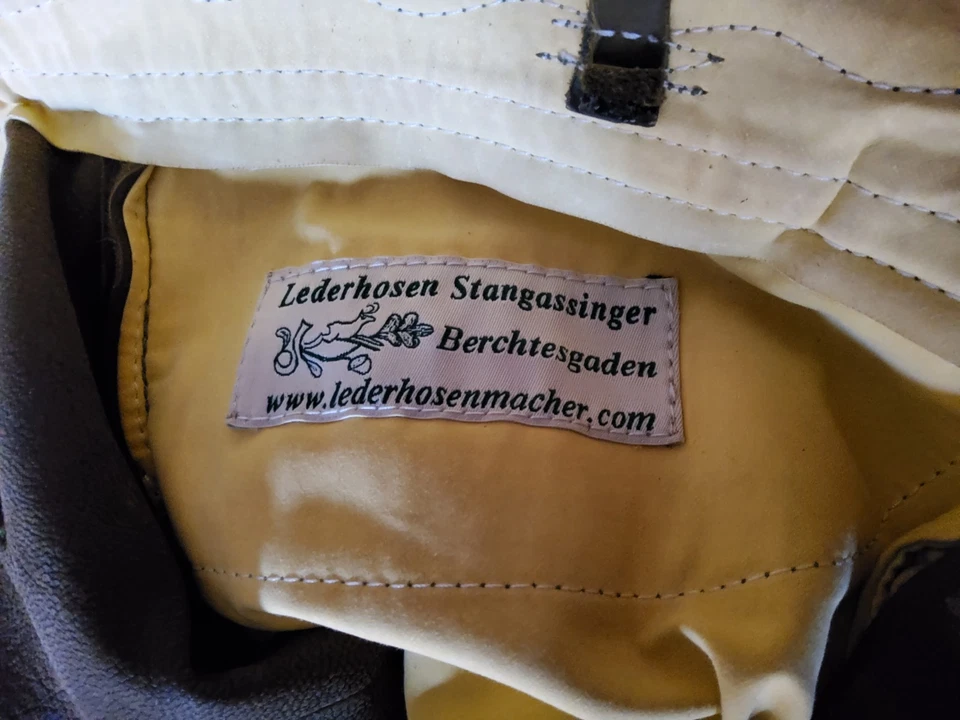 Lederhosen Stangassinger
Berchtesgaden
www.lederhosenmacher.com